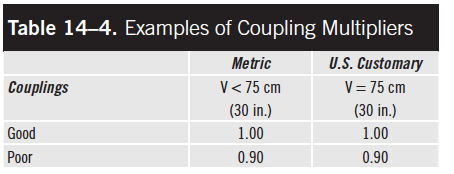 Table 14–4. Examples of Coupling Multipliers
Metric U.S. Customary
Couplings V < 75 cm V = 75 cm
(30 in.) (30 in.)
Good 1.00 1.00
Poor 0.90 0.90